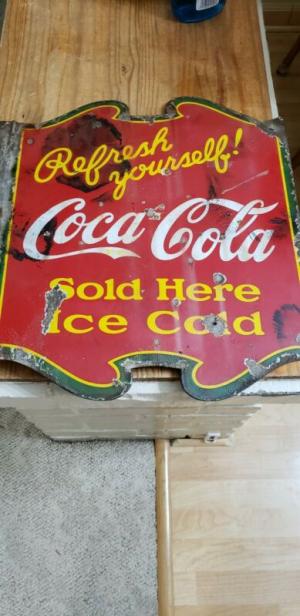 Refresh
yourself!
Coca-Cola
Sold Here
Ice Cold